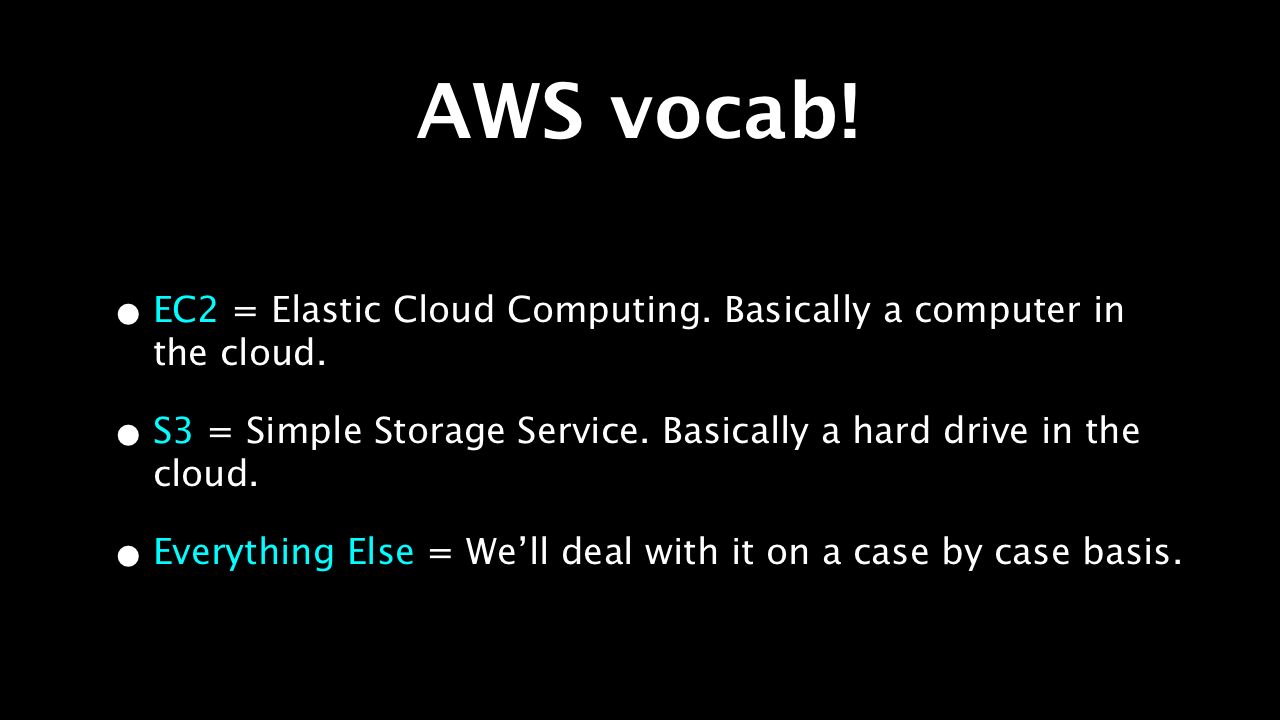 AWS vocab!
• EC2 = Elastic Cloud Computing. Basically a computer in
the cloud.
• S3 = Simple Storage Service. Basically a hard drive in the
cloud.
• Everything Else = We’ll deal with it on a case by case basis.